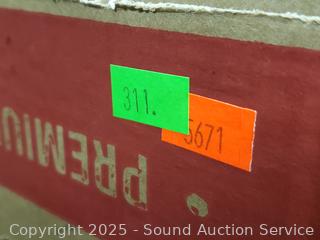 311.
5671
PREMIU
Copyright 2025 - Sound Auction Service